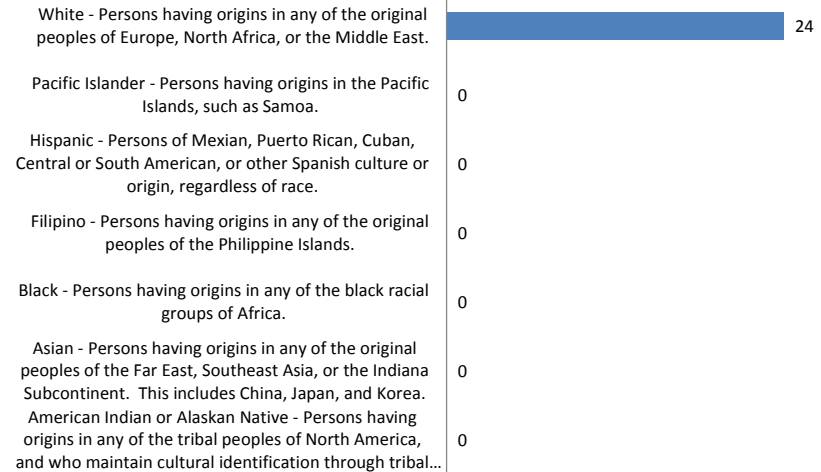 White - Persons having origins in any of the original
peoples of Europe, North Africa, or the Middle East.
24
Pacific Islander - Persons having origins in the Pacific
Islands, such as Samoa.
0
Hispanic - Persons of Mexian, Puerto Rican, Cuban,
Central or South American, or other Spanish culture or
origin, regardless of race.
0
Filipino - Persons having origins in any of the original
peoples of the Philippine Islands.
0
Black - Persons having origins in any of the black racial
groups of Africa.
0
Asian - Persons having origins in any of the original
peoples of the Far East, Southeast Asia, or the Indiana
Subcontinent.  This includes China, Japan, and Korea.
0
American Indian or Alaskan Native - Persons having
origins in any of the tribal peoples of North America,
and who maintain cultural identification through tribal…
0